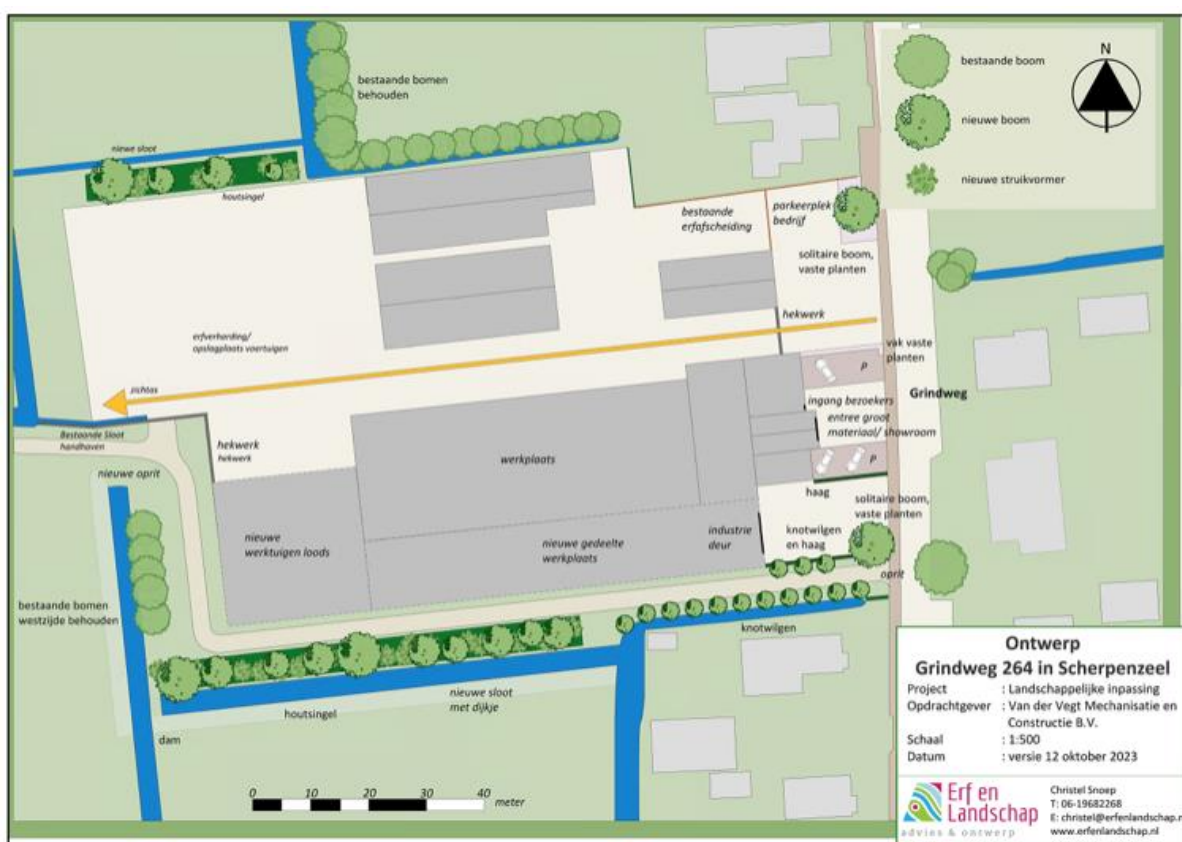 bestaande boom
N
nieuwe boom
nieuwe struikvormer
bestaande bomen
behouden
niewe sloot
houtsingel
bestaande
erfafscheiding
parkeerplek
bedrijf
solitaire boom,
vaste planten
hekwerk
erfverharding/
opslagplaats voertuigen
zichtas
vak vaste
planten
P
Grindweg
ingang bezoekers
entree groot
materiaal/ showroom
P
Bestaande Sloot
handhaven
hekwerk
hekwerk
nieuwe oprit
werkplaats
haag
solitaire boom,
vaste planten
nieuwe
werktuigen loods
nieuwe gedeelte
werkplaats
industrie
deur
knotwilgen
en haag
oprit
bestaande bomen
westzijde behouden
knotwilgen
nieuwe sloot
met dijkje
houtsingel
dam
0 10 20 30 40
meter
Ontwerp
Grindweg 264 in Scherpenzeel
Project : Landschappelijke inpassing
Opdrachtgever : Van der Vegt Mechanisatie en
Constructie B.V.
Schaal : 1:500
Datum : versie 12 oktober 2023
Erf en
Landschap
advies & ontwerp
Christel Snoep
T: 06-19682268
E: christel@erfenlandschap.n
www.erfenlandschap.nl